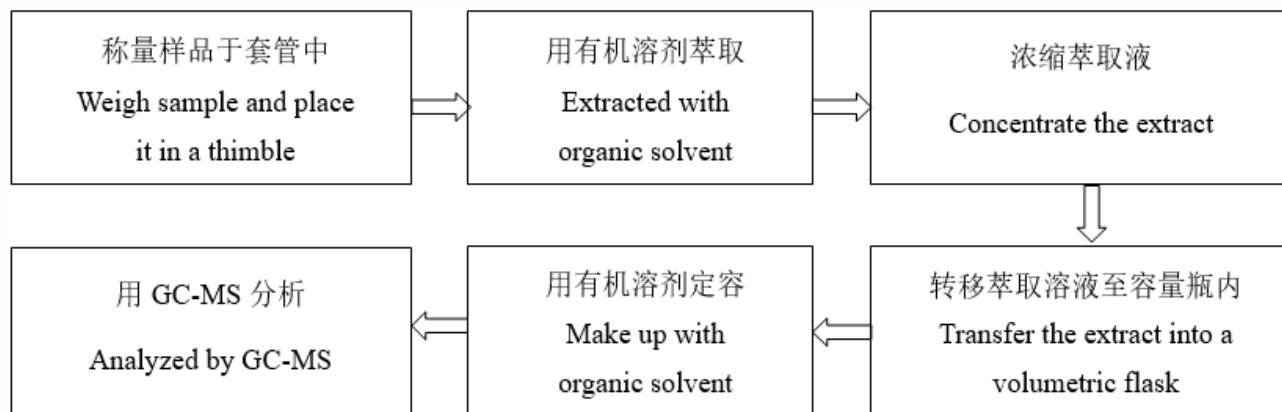 称量样品于套管中
Weigh sample and place
it in a thimble
用有机溶剂萃取
Extracted with
organic solvent
浓缩萃取液
Concentrate the extract
转移萃取溶液至容量瓶内
Transfer the extract into a
volumetric flask
用有机溶剂定容
Make up with
organic solvent
用 GC-MS 分析
Analyzed by GC-MS